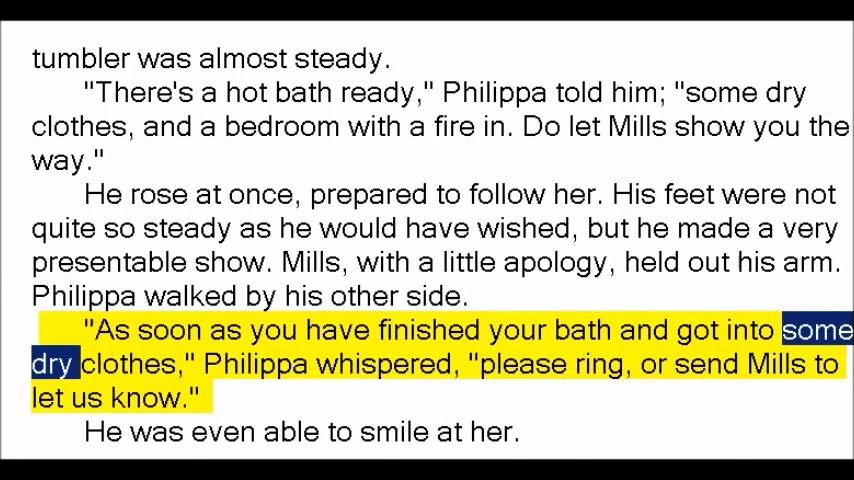 tumbler was almost steady.
"There's a hot bath ready," Philippa told him; "some dry
clothes, and a bedroom with a fire in. Do let Mills show you the
way."
He rose at once, prepared to follow her. His feet were not
quite so steady as he would have wished, but he made a very
presentable show. Mills, with a little apology, held out his arm.
Philippa walked by his other side.
"As soon as you have finished your bath and got into some
dry clothes," Philippa whispered, "please ring, or send Mills to
let us know."
He was even able to smile at her.